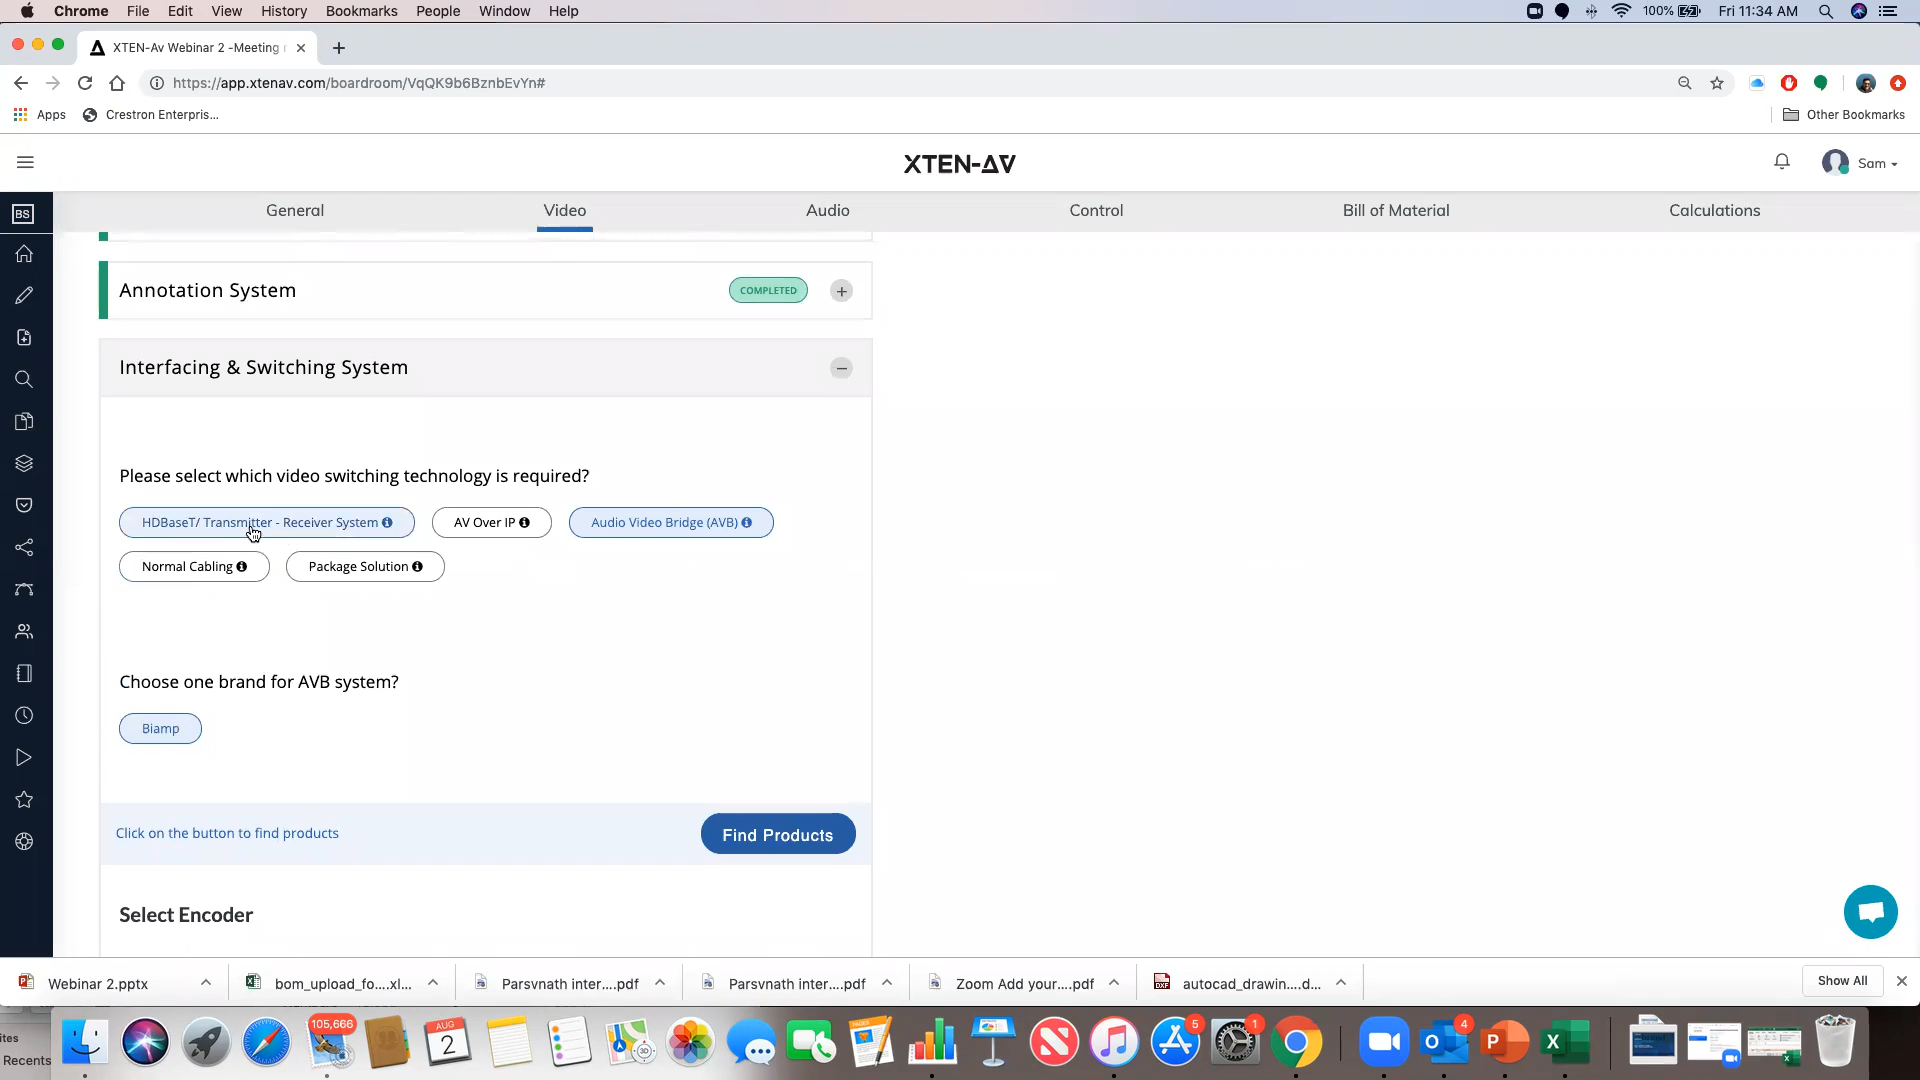 Chrome File Edit View History Bookmarks People Window Help 100% Fri 11:34 AM
XTEN-Av Webinar 2 -Meeting
https://app.xtenav.com/boardroom/VqQK9b6BznbEvYn#
Apps Crestron Enterpris... Other Bookmarks
XTEN-AV Sam
BS General Video Audio Control Bill of Material Calculations
Annotation System COMPLETED
Interfacing & Switching System
Please select which video switching technology is required?
HDBaseT/ Transmitter - Receiver System AV Over IP Audio Video Bridge (AVB)
Normal Cabling Package Solution
Choose one brand for AVB system?
Biamp
Click on the button to find products Find Products
Select Encoder
Webinar 2.pptx bom_upload_fo....xl... Parsvnath inter....pdf Parsvnath inter....pdf Zoom Add your....pdf autocad_drawin....d... Show All
105,666 AUG 2 5 1 4
ites
Recents